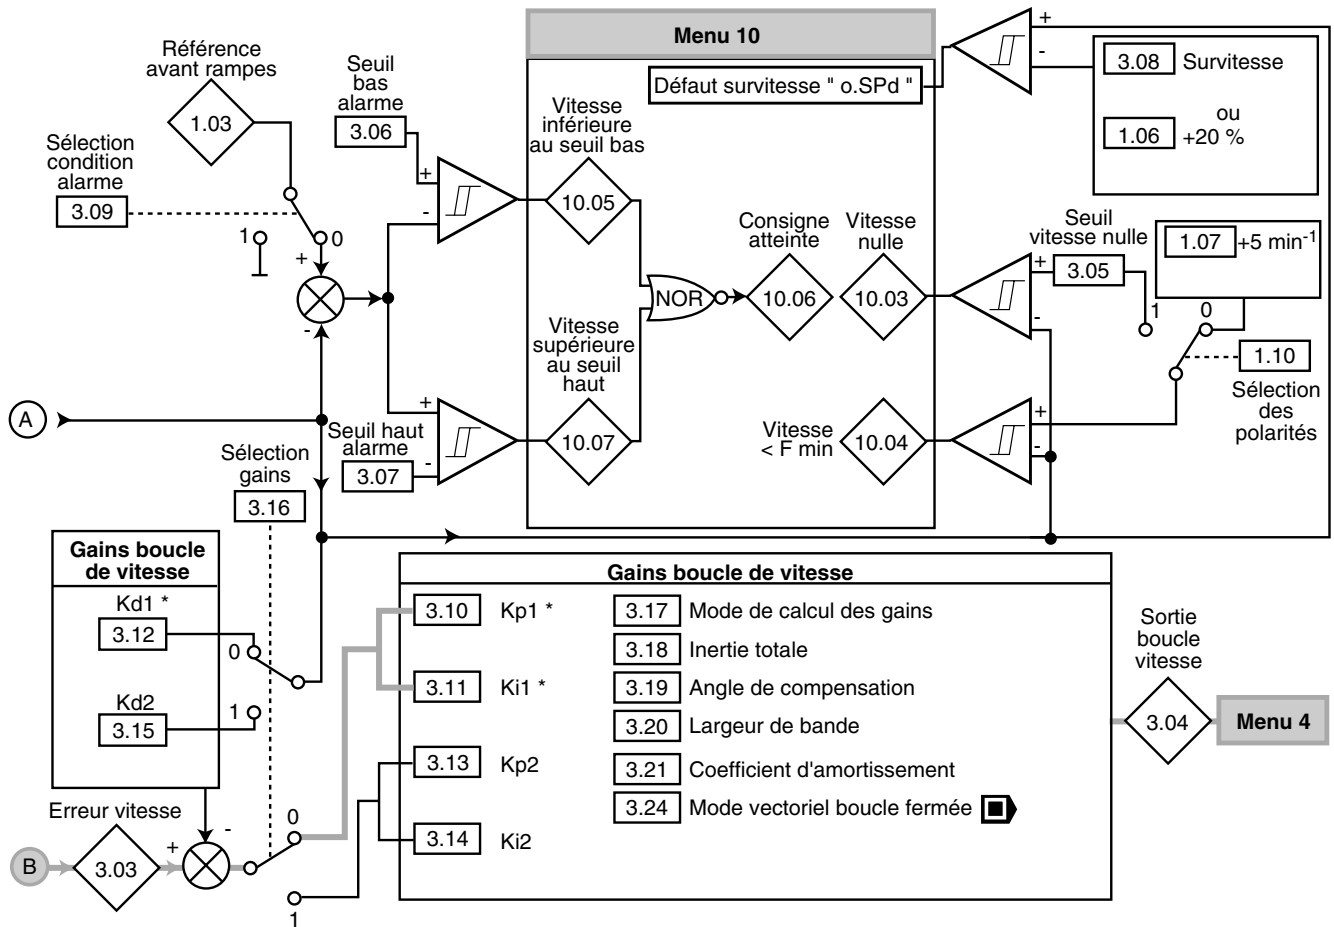 Menu 10
Défaut survitesse " o.SPd "
+
-
3.08 Survitesse
ou
1.06 +20 %
Référence
avant rampes
1.03
Sélection
condition
alarme
3.09
1
0
+
-
Seuil
bas
alarme
3.06
+
-
Vitesse
inférieure
au seuil bas
10.05
NOR
Consigne
atteinte
10.06
Vitesse
nulle
10.03
+
-
Seuil
vitesse nulle
3.05
1.07 +5 min-1
1
0
1.10
Sélection
des
polarités
A
Seuil haut
alarme
3.07
+
-
Vitesse
supérieure
au seuil
haut
10.07
Vitesse
< F min
10.04
+
-
Sélection
gains
3.16
Gains boucle
de vitesse
Kd1 *
3.12
0
Kd2
3.15
1
Erreur vitesse
B
3.03
+
-
0
1
Gains boucle de vitesse
3.10 Kp1 *
3.11 Ki1 *
3.13 Kp2
3.14 Ki2
3.17 Mode de calcul des gains
3.18 Inertie totale
3.19 Angle de compensation
3.20 Largeur de bande
3.21 Coefficient d'amortissement
3.24 Mode vectoriel boucle fermée
Sortie
boucle
vitesse
3.04
Menu 4